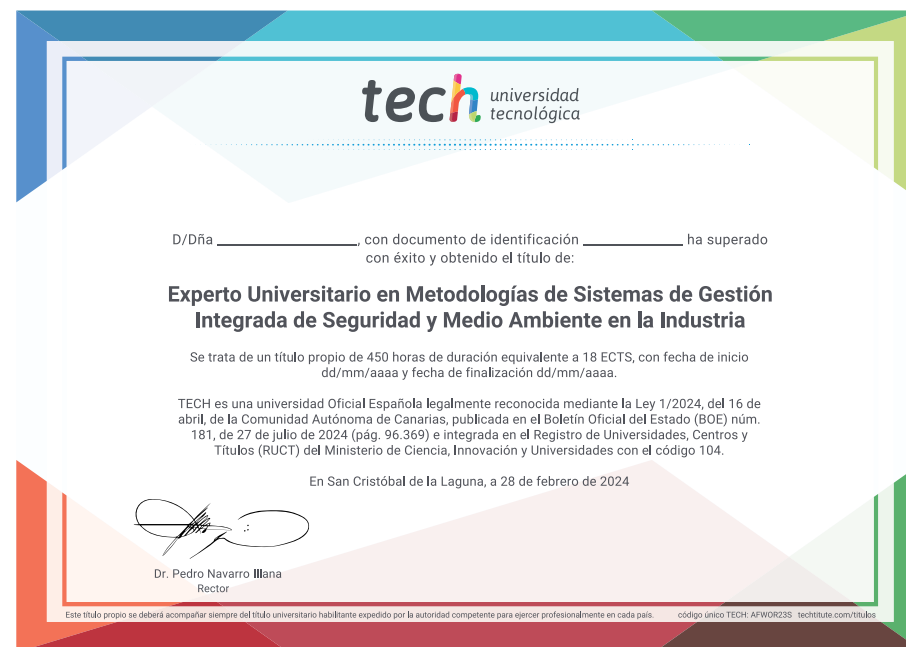 tech universidad
tecnológica
D/Dña ____________________, con documento de identificación ______________ ha superado
con éxito y obtenido el título de:
Experto Universitario en Metodologías de Sistemas de Gestión
Integrada de Seguridad y Medio Ambiente en la Industria
Se trata de un título propio de 450 horas de duración equivalente a 18 ECTS, con fecha de inicio
dd/mm/aaaa y fecha de finalización dd/mm/aaaa.
TECH es una universidad Oficial Española legalmente reconocida mediante la Ley 1/2024, del 16 de
abril, de la Comunidad Autónoma de Canarias, publicada en el Boletín Oficial del Estado (BOE) núm.
181, de 27 de julio de 2024 (pág. 96.369) e integrada en el Registro de Universidades, Centros y
Títulos (RUCT) del Ministerio de Ciencia, Innovación y Universidades con el código 104.
En San Cristóbal de la Laguna, a 28 de febrero de 2024
Dr. Pedro Navarro Illana
Rector
Este título propio se deberá acompañar siempre del título universitario habilitante expedido por la autoridad competente para ejercer profesionalmente en cada país. código único TECH: AFWOR23S techtitute.com/titulos